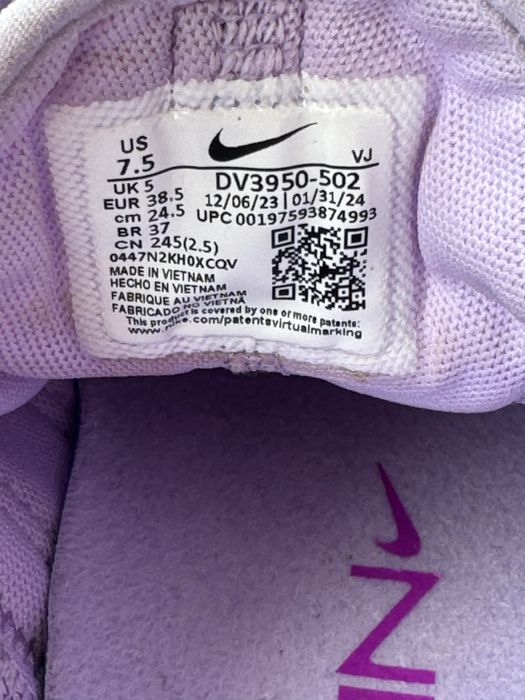 US
7.5
VJ
UK 5
EUR 38.5
cm 24.5
BR 37
CN 245(2.5)
DV3950-502
12/06/23 | 01/31/24
UPC 00197593874993
0447N2KH0XCQV
MADE IN VIETNAM
HECHO EN VIETNAM
FABRIQUE AU VIETNAM
FABRICADO NO VIETNÃ
This product is covered by one or more patents:
www.nike.com/patentsvirtualmarking
NIN